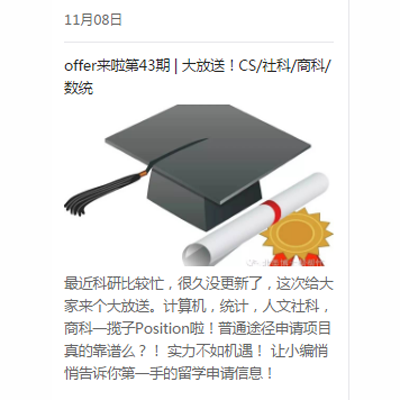 11月08日
offer来啦第43期 | 大放送！CS/社科/商科/
数统
最近科研比较忙，很久没更新了，这次给大
家来个大放送。计算机，统计，人文社科，
商科一揽子Position啦！普通途径申请项目
真的靠谱么？！ 实力不如机遇！ 让小编悄
悄告诉你第一手的留学申请信息！